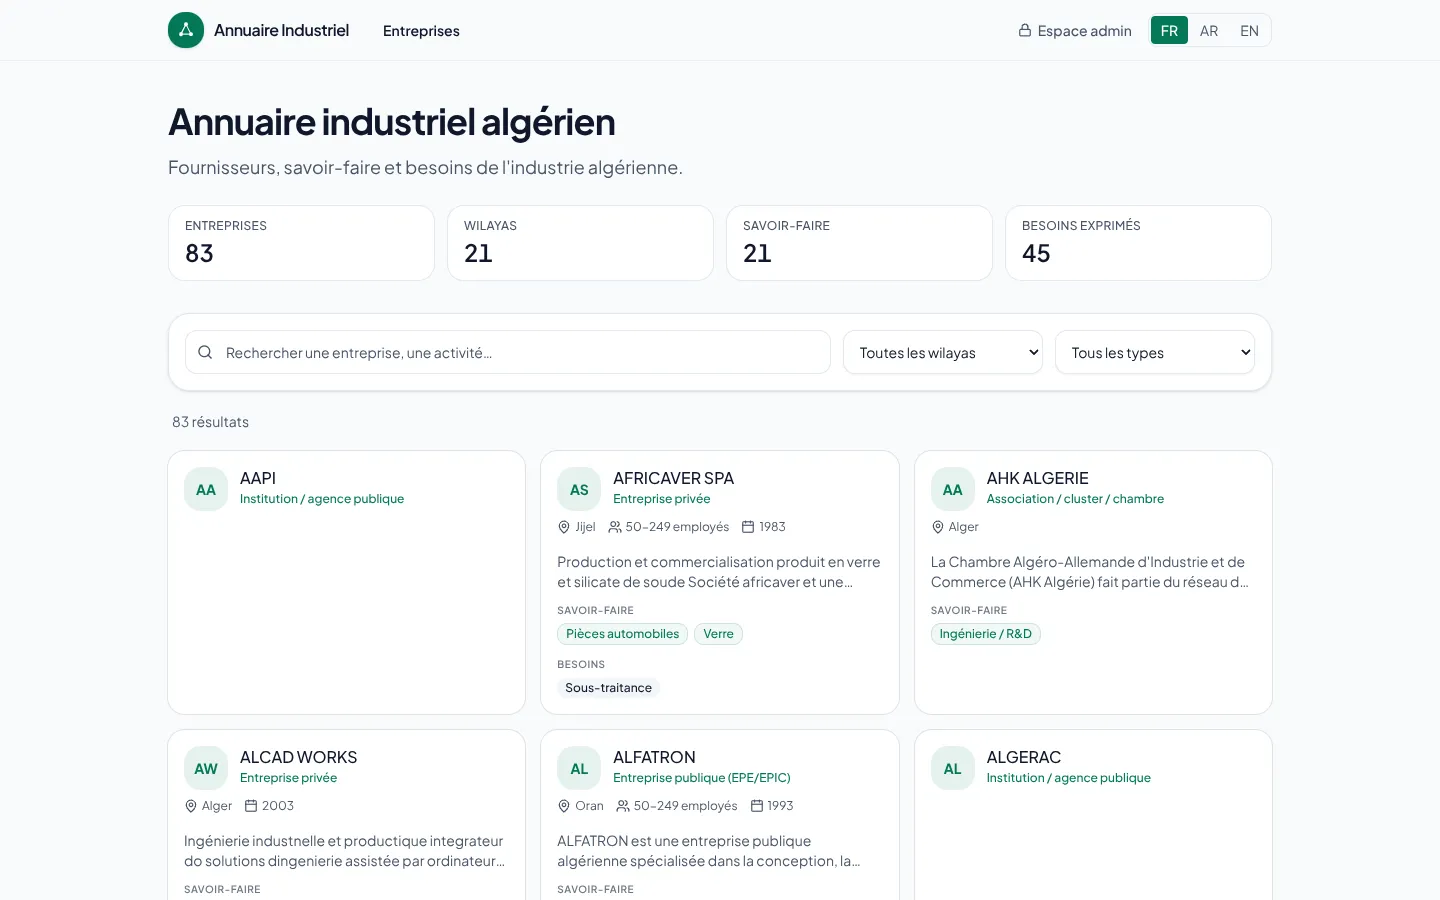 Annuaire Industriel
Entreprises
Espace admin
FR
AR
EN
Annuaire industriel algérien
Fournisseurs, savoir-faire et besoins de l'industrie algérienne.
ENTREPRISES
83
WILAYAS
21
SAVOIR-FAIRE
21
BESOINS EXPRIMÉS
45
Rechercher une entreprise, une activité…
Toutes les wilayas
Tous les types
83 résultats
AA
AAPI
Institution / agence publique
AS
AFRICAVER SPA
Entreprise privée
Jijel
50–249 employés
1983
Production et commercialisation produit en verre
et silicate de soude Société africaver et une…
SAVOIR-FAIRE
Pièces automobiles
Verre
BESOINS
Sous-traitance
AA
AHK ALGERIE
Association / cluster / chambre
Alger
La Chambre Algéro-Allemande d'Industrie et de
Commerce (AHK Algérie) fait partie du réseau d…
SAVOIR-FAIRE
Ingénierie / R&D
AW
ALCAD WORKS
Entreprise privée
Alger
2003
Ingénierie industnelle et productique integrateur
do solutions dingenierie assistée par ordinateur…
SAVOIR-FAIRE
AL
ALFATRON
Entreprise publique (EPE/EPIC)
Oran
50–249 employés
1993
ALFATRON est une entreprise publique
algérienne spécialisée dans la conception, la…
SAVOIR-FAIRE
AL
ALGERAC
Institution / agence publique